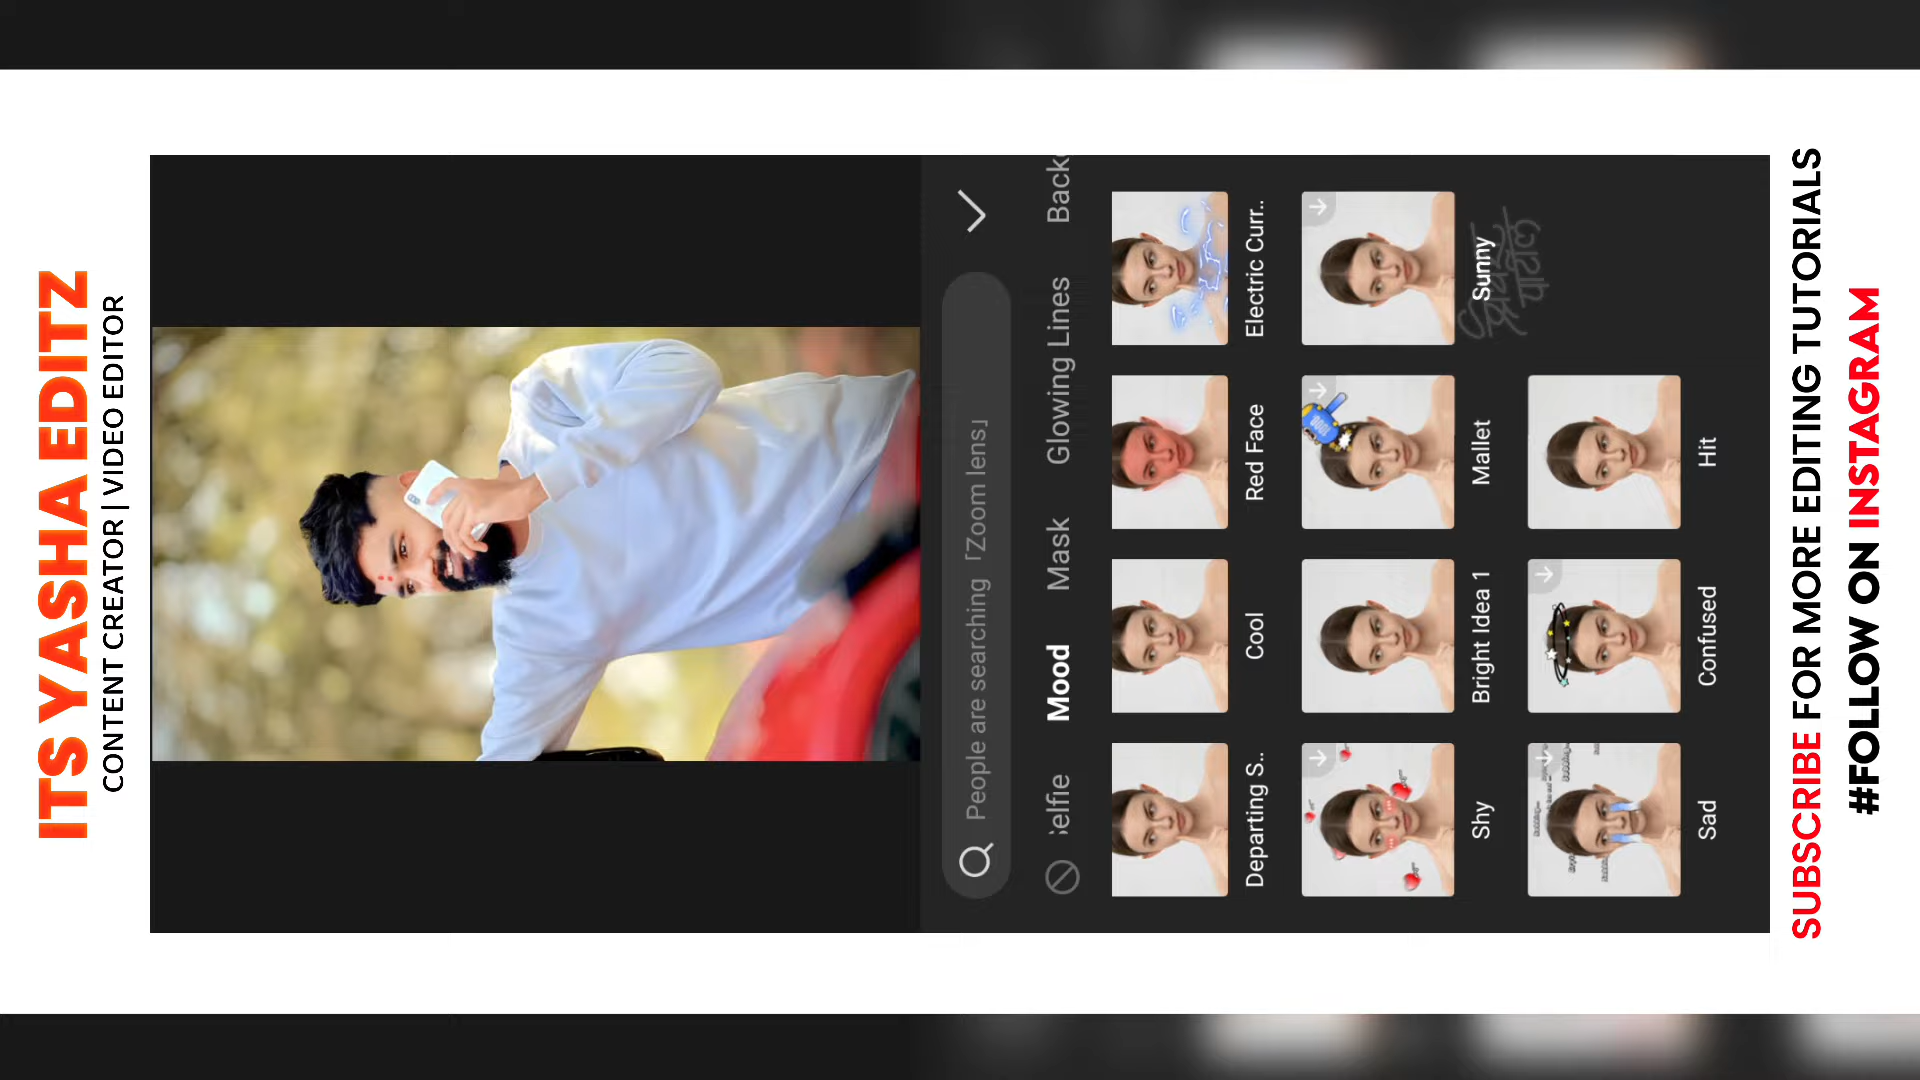 ITS YASHA EDITZ
CONTENT CREATOR | VIDEO EDITOR
People are searching「Zoom lens」
elfie Mood Mask Glowing Lines Back
Departing S.. Cool Red Face Electric Curr..
1000
Shy Bright Idea 1 Mallet Sunny
पाटील
Sad Confused Hit
SUBSCRIBE FOR MORE EDITING TUTORIALS
#FOLLOW ON INSTAGRAM